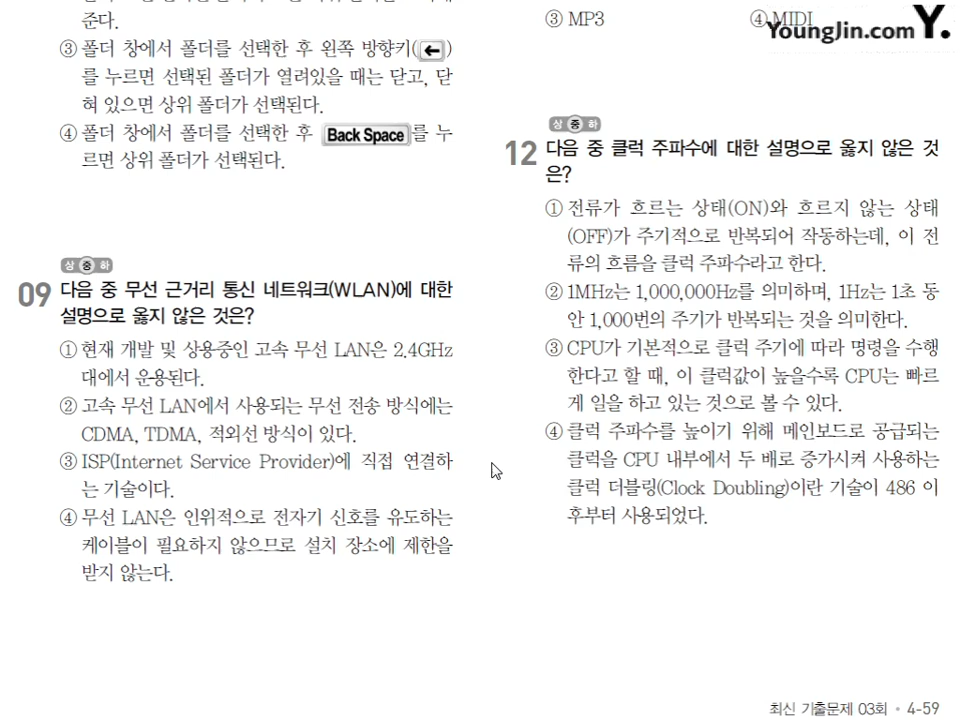 준다.
③ 폴더 창에서 폴더를 선택한 후 왼쪽 방향키(←)
를 누르면 선택된 폴더가 열려있을 때는 닫고, 닫
혀 있으면 상위 폴더가 선택된다.
④ 폴더 창에서 폴더를 선택한 후 Back Space를 누
르면 상위 폴더가 선택된다.
상 중 하
09 다음 중 무선 근거리 통신 네트워크(WLAN)에 대한
설명으로 옳지 않은 것은?
① 현재 개발 및 상용중인 고속 무선 LAN은 2.4GHz
대에서 운용된다.
② 고속 무선 LAN에서 사용되는 무선 전송 방식에는
CDMA, TDMA, 적외선 방식이 있다.
③ ISP(Internet Service Provider)에 직접 연결하
는 기술이다.
④ 무선 LAN은 인위적으로 전자기 신호를 유도하는
케이블이 필요하지 않으므로 설치 장소에 제한을
받지 않는다.
③ MP3 ④ MIDI
YoungJin.com Y.
상 중 하
12 다음 중 클럭 주파수에 대한 설명으로 옳지 않은 것
은?
① 전류가 흐르는 상태(ON)와 흐르지 않는 상태
(OFF)가 주기적으로 반복되어 작동하는데, 이 전
류의 흐름을 클럭 주파수라고 한다.
② 1MHz는 1,000,000Hz를 의미하며, 1Hz는 1초 동
안 1,000번의 주기가 반복되는 것을 의미한다.
③ CPU가 기본적으로 클럭 주기에 따라 명령을 수행
한다고 할 때, 이 클럭값이 높을수록 CPU는 빠르
게 일을 하고 있는 것으로 볼 수 있다.
④ 클럭 주파수를 높이기 위해 메인보드로 공급되는
클럭을 CPU 내부에서 두 배로 증가시켜 사용하는
클럭 더블링(Clock Doubling)이란 기술이 486 이
후부터 사용되었다.
최신 기출문제 03회 • 4-59